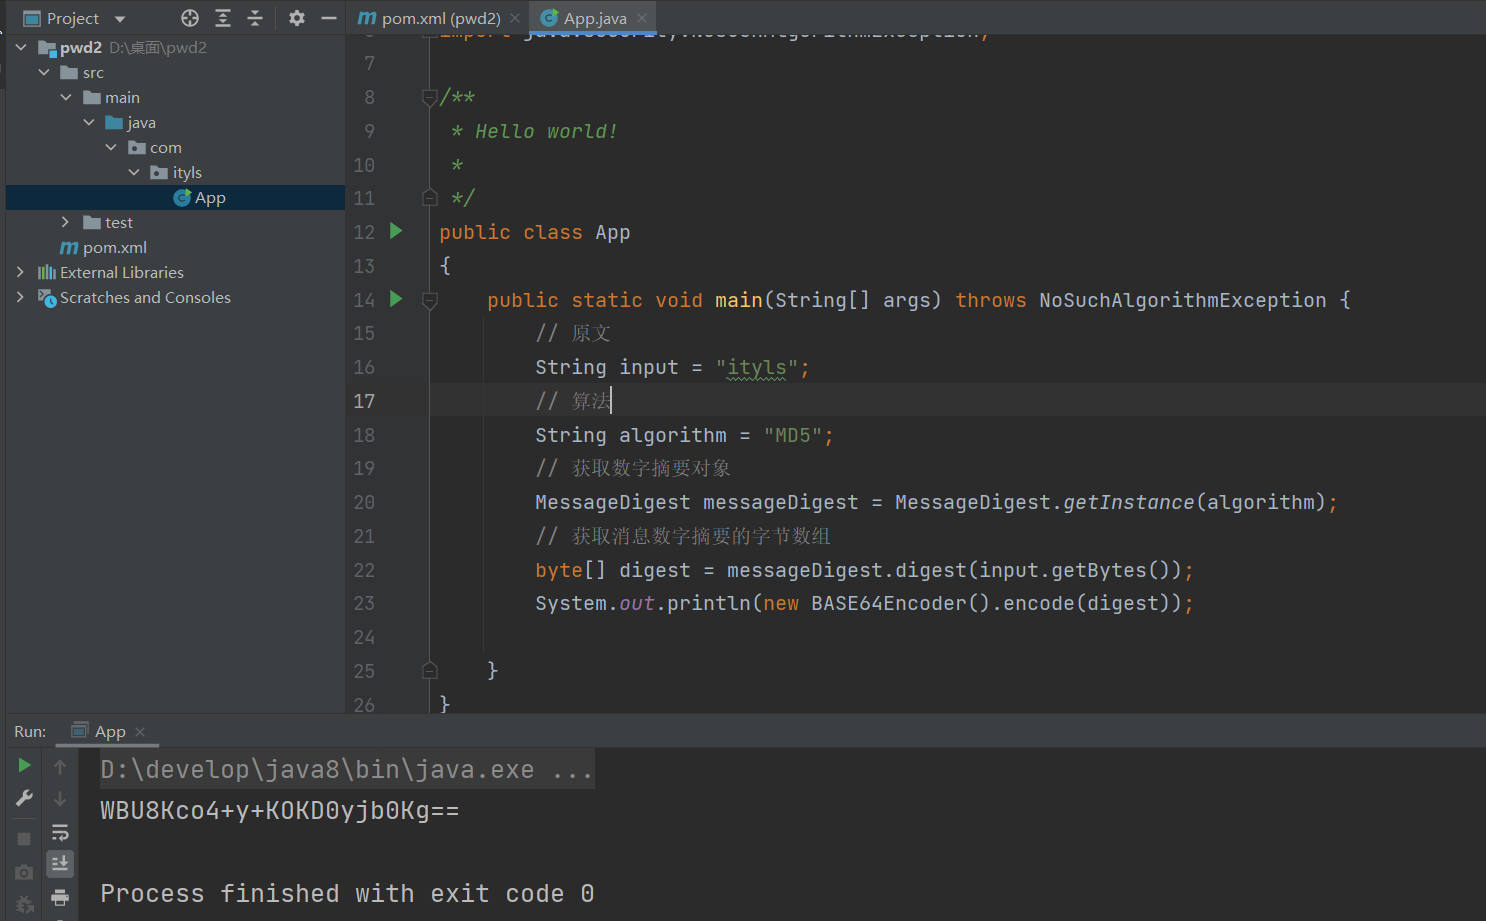 Project
pom.xml (pwd2)
App.java
pwd2 D:\桌面\pwd2
src
main
java
com
ityls
App
test
pom.xml
External Libraries
Scratches and Consoles
import java.security.NoSuchAlgorithmException;
7
8 /**
9 * Hello world!
10 *
11 */
12 public class App
13 {
14 public static void main(String[] args) throws NoSuchAlgorithmException {
15 // 原文
16 String input = "ityls";
17 // 算法
18 String algorithm = "MD5";
19 // 获取数字摘要对象
20 MessageDigest messageDigest = MessageDigest.getInstance(algorithm);
21 // 获取消息数字摘要的字节数组
22 byte[] digest = messageDigest.digest(input.getBytes());
23 System.out.println(new BASE64Encoder().encode(digest));
24
25 }
26 }
Run: App
D:\develop\java8\bin\java.exe ...
WBU8Kco4+y+KOKD0yjb0Kg==
Process finished with exit code 0